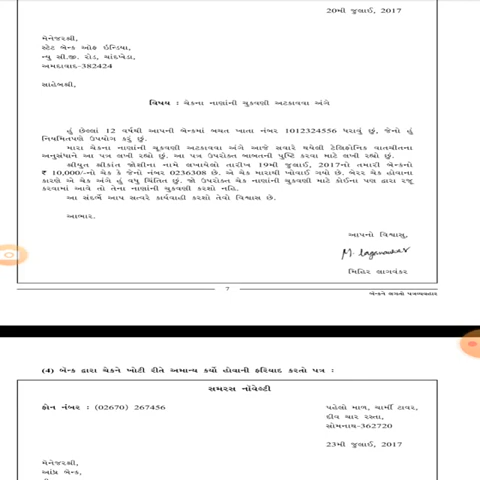 20મી જુલાઈ, 2017
મેનેજરશ્રી,
સ્ટેટ બેન્ક ઓફ ઇન્ડિયા,
ન્યુ સી.જી. રોડ, ચાંદખેડા,
અમદાવાદ-382424
સાહેબશ્રી,
વિષય : ચેકના નાણાંની ચુકવણી અટકાવવા અંગે
હું છેલ્લાં 12 વર્ષથી આપની બેન્કમાં બચત ખાતા નંબર 1012324556 ધરાવું છું, જેનો હું
નિયમિતપણે ઉપયોગ કરું છું.
મારા ચેકના નાણાંની ચુકવણી અટકાવવા અંગે આજે સવારે થયેલી ટેલિફોનિક વાતચીતના
અનુસંધાને આ પત્ર લખી રહ્યો છું. આ પત્ર ઉપરોક્ત બાબતની પુષ્ટિ કરવા માટે લખી રહ્યો છું.
શ્રીયુત શ્રીકાંત જોસીના નામે લખાયેલો તારીખ 19મી જુલાઈ, 2017નો તમારી બેન્કનો
₹ 10,000/-નો ચેક કે જેનો નંબર 0236308 છે. એ ચેક મારાથી ખોવાઈ ગયો છે. બેરર ચેક હોવાના
કારણે એ ચેક અંગે હું વધુ ચિંતિત છું. જો ઉપરોક્ત ચેક નાણાંની ચુકવણી માટે કોઈના પણ દ્વારા રજૂ
કરવામાં આવે તો તેના નાણાંની ચુકવણી કરશો નહિ.
આ સંદર્ભે આપ સત્વરે કાર્યવાહી કરશો તેવો વિશ્વાસ છે.
આભાર.
આપનો વિશ્વાસુ,
M. Lagavankar
મિહિર લાગવંકર
7
બેન્કને લગતો પત્રવ્યવહાર
(4) બેન્ક દ્વારા ચેકને ખોટી રીતે અમાન્ય કર્યો હોવાની ફરિયાદ કરતો પત્ર :
સમરસ નોવેલ્ટી
ફોન નંબર : (02670) 267456
પહેલો માળ, ચાર્મી ટાવર,
દીવ ચાર રસ્તા,
સોમનાથ-362720
23મી જુલાઈ, 2017
મેનેજરશ્રી,
આંધ્ર બેન્ક,